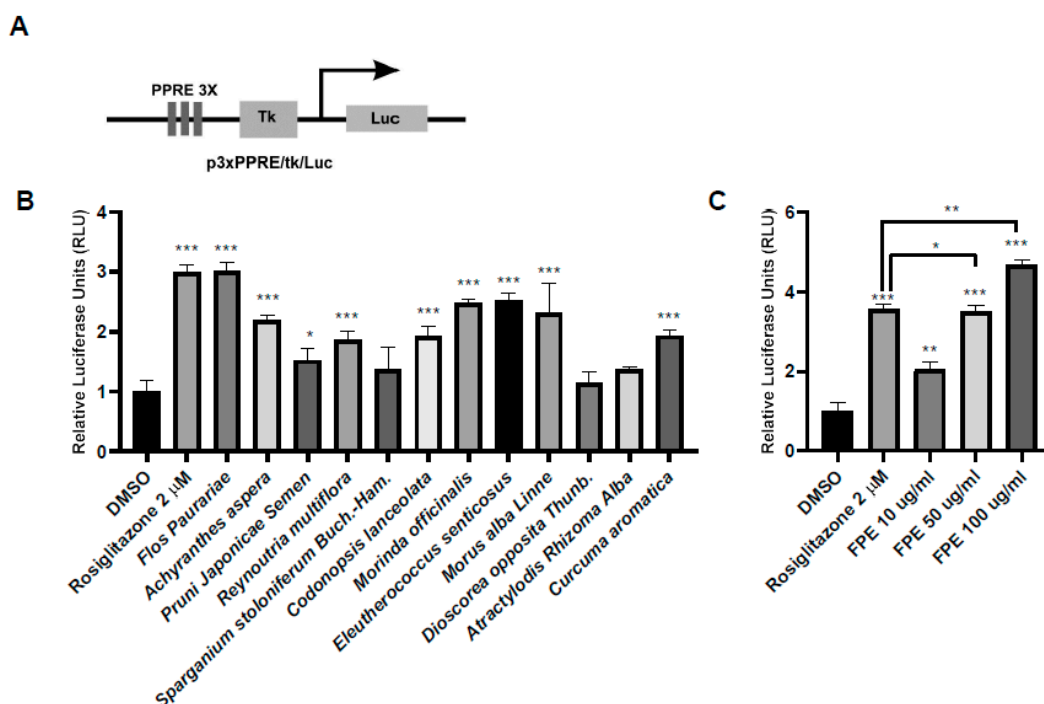 A
PPRE 3X
Tk
Luc
p3xPPRE/tk/Luc
B
Relative Luciferase Units (RLU)
4
3
2
1
0
***
***
***
*
***
***
***
***
***
***
DMSO
Rosiglitazone 2 μM
Flos Paurariae
Achyranthes aspera
Pruni Japonicae Semen
Reynoutria multiflora
Sparganium stoloniferum Buch.-Ham.
Codonopsis lanceolata
Morinda officinalis
Eleutherococcus senticosus
Morus alba Linne
Dioscorea opposita Thunb.
Atractylodis Rhizoma Alba
Curcuma aromatica
C
Relative Luciferase Units (RLU)
6
4
2
0
**
*
***
**
***
***
DMSO
Rosiglitazone 2 μM
FPE 10 ug/ml
FPE 50 ug/ml
FPE 100 ug/ml